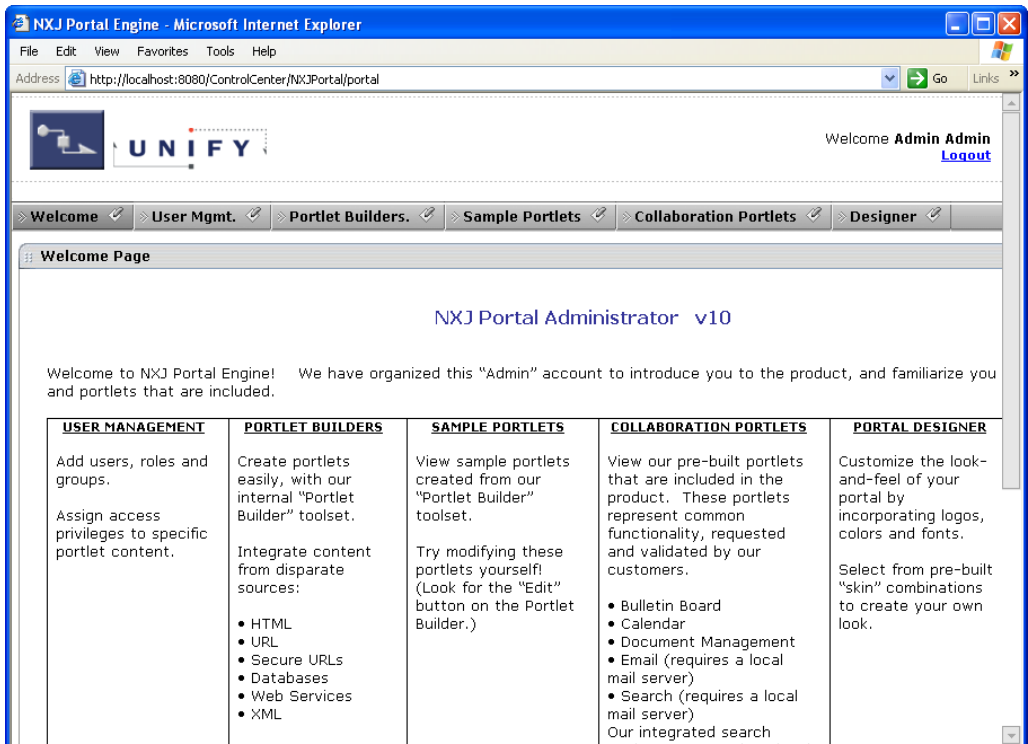 NXJ Portal Engine - Microsoft Internet Explorer
File Edit View Favorites Tools Help
Address http://localhost:8080/ControlCenter/NXJPortal/portal Go Links »
UNIFY
Welcome Admin Admin
Logout
Welcome User Mgmt. Portlet Builders. Sample Portlets Collaboration Portlets Designer
Welcome Page
NXJ Portal Administrator v10
Welcome to NXJ Portal Engine! We have organized this "Admin" account to introduce you to the product, and familiarize you
and portlets that are included.
USER MANAGEMENT
Add users, roles and
groups.
Assign access
privileges to specific
portlet content.
PORTLET BUILDERS
Create portlets
easily, with our
internal "Portlet
Builder" toolset.
Integrate content
from disparate
sources:
• HTML
• URL
• Secure URLs
• Databases
• Web Services
• XML
SAMPLE PORTLETS
View sample portlets
created from our
"Portlet Builder"
toolset.
Try modifying these
portlets yourself!
(Look for the "Edit"
button on the Portlet
Builder.)
COLLABORATION PORTLETS
View our pre-built portlets
that are included in the
product. These portlets
represent common
functionality, requested
and validated by our
customers.
• Bulletin Board
• Calendar
• Document Management
• Email (requires a local
mail server)
• Search (requires a local
mail server)
Our integrated search
PORTAL DESIGNER
Customize the look-
and-feel of your
portal by
incorporating logos,
colors and fonts.
Select from pre-built
"skin" combinations
to create your own
look.